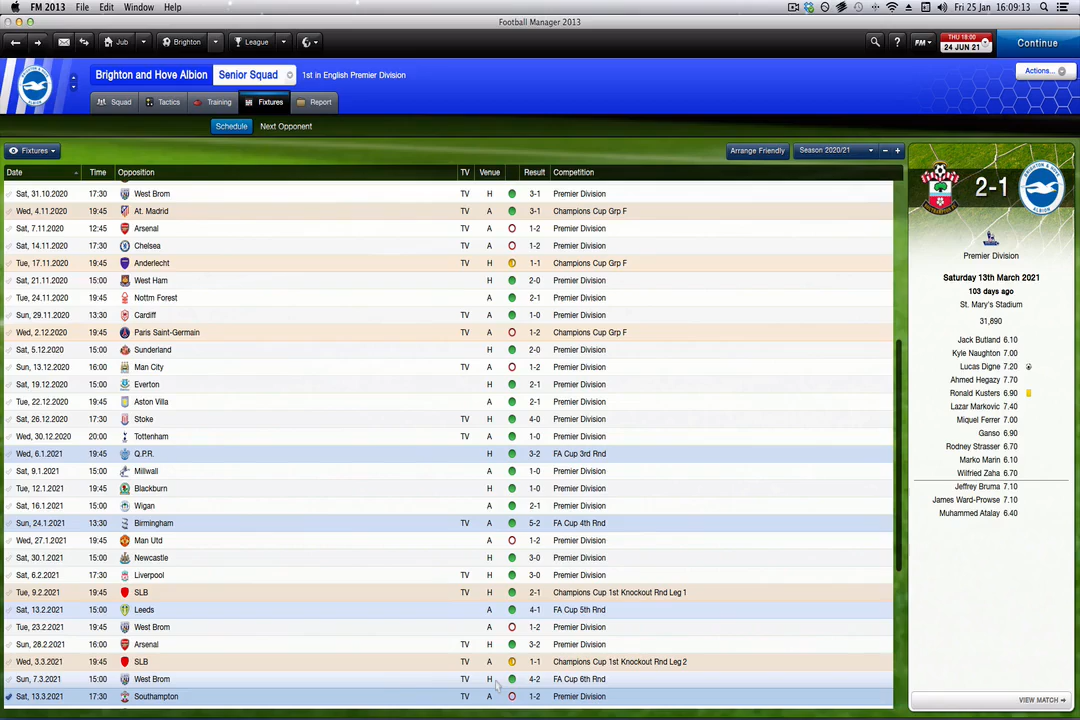 FM 2013 File Edit Window Help Fri 25 Jan 16:09:13
Football Manager 2013
Job Brighton League FM THU 18:00 24 JUN 21 Continue
Brighton and Hove Albion Senior Squad 1st in English Premier Division Actions...
Squad Tactics Training Fixtures Report
Schedule Next Opponent
Fixtures Arrange Friendly Season 2020/21 - +
Date Time Opposition TV Venue Result Competition
Sat, 31.10.2020 17:30 West Brom TV H 3-1 Premier Division
Wed, 4.11.2020 19:45 At. Madrid TV A 3-1 Champions Cup Grp F
Sat, 7.11.2020 12:45 Arsenal TV A 1-2 Premier Division
Sat, 14.11.2020 17:30 Chelsea TV A 1-2 Premier Division
Tue, 17.11.2020 19:45 Anderlecht TV H 1-1 Champions Cup Grp F
Sat, 21.11.2020 15:00 West Ham H 2-0 Premier Division
Tue, 24.11.2020 19:45 Nottm Forest A 2-1 Premier Division
Sun, 29.11.2020 13:30 Cardiff TV A 1-0 Premier Division
Wed, 2.12.2020 19:45 Paris Saint-Germain TV A 1-2 Champions Cup Grp F
Sat, 5.12.2020 15:00 Sunderland H 2-0 Premier Division
Sun, 13.12.2020 16:00 Man City TV A 1-2 Premier Division
Sat, 19.12.2020 15:00 Everton H 2-1 Premier Division
Tue, 22.12.2020 19:45 Aston Villa A 2-1 Premier Division
Sat, 26.12.2020 17:30 Stoke TV H 4-0 Premier Division
Wed, 30.12.2020 20:00 Tottenham TV A 1-0 Premier Division
Wed, 6.1.2021 19:45 Q.P.R. H 3-2 FA Cup 3rd Rnd
Sat, 9.1.2021 15:00 Millwall A 1-0 Premier Division
Tue, 12.1.2021 19:45 Blackburn H 1-0 Premier Division
Sat, 16.1.2021 15:00 Wigan A 2-1 Premier Division
Sun, 24.1.2021 13:30 Birmingham TV A 5-2 FA Cup 4th Rnd
Wed, 27.1.2021 19:45 Man Utd A 1-2 Premier Division
Sat, 30.1.2021 15:00 Newcastle H 3-0 Premier Division
Sat, 6.2.2021 17:30 Liverpool TV H 3-0 Premier Division
Tue, 9.2.2021 19:45 SLB TV H 2-1 Champions Cup 1st Knockout Rnd Leg 1
Sat, 13.2.2021 15:00 Leeds A 4-1 FA Cup 5th Rnd
Tue, 23.2.2021 19:45 West Brom A 1-2 Premier Division
Sun, 28.2.2021 16:00 Arsenal TV H 3-2 Premier Division
Wed, 3.3.2021 19:45 SLB TV A 1-1 Champions Cup 1st Knockout Rnd Leg 2
Sun, 7.3.2021 15:00 West Brom TV H 4-2 FA Cup 6th Rnd
Sat, 13.3.2021 17:30 Southampton TV A 1-2 Premier Division
2-1
Premier Division
Saturday 13th March 2021
103 days ago
St. Mary's Stadium
31,890
Jack Butland 6.10
Kyle Naughton 7.00
Lucas Digne 7.20
Ahmed Hegazy 7.70
Ronald Kusters 6.90
Lazar Markovic 7.40
Miquel Ferrer 7.00
Ganso 6.90
Rodney Strasser 6.70
Marko Marin 6.10
Wilfried Zaha 6.70
Jeffrey Bruma 7.10
James Ward-Prowse 7.10
Muhammed Atalay 6.40
VIEW MATCH